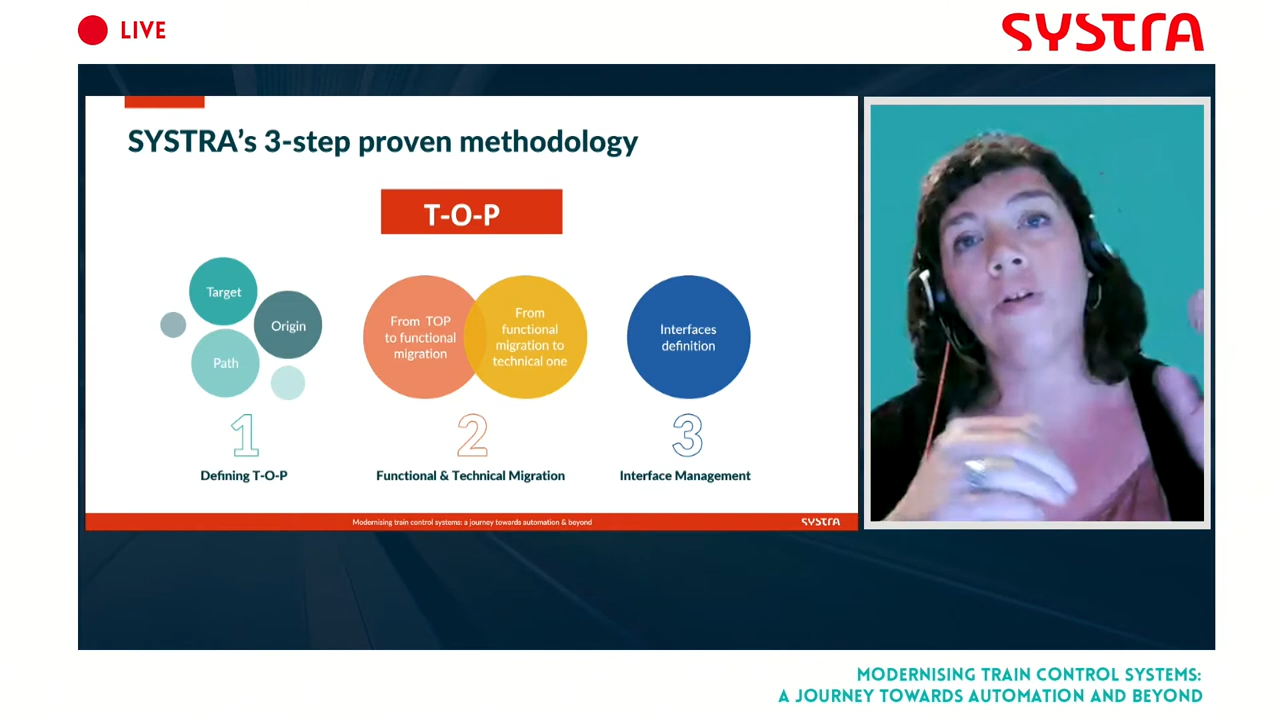 LIVE
SYSTRA
SYSTRA's 3-step proven methodology
T-O-P
Target
Origin
Path
From TOP
to functional
migration
From
functional
migration to
technical one
Interfaces
definition
1
2
3
Defining T-O-P
Functional & Technical Migration
Interface Management
Modernising train control systems: a journey towards automation & beyond
SYSTRA
MODERNISING TRAIN CONTROL SYSTEMS:
A JOURNEY TOWARDS AUTOMATION AND BEYOND